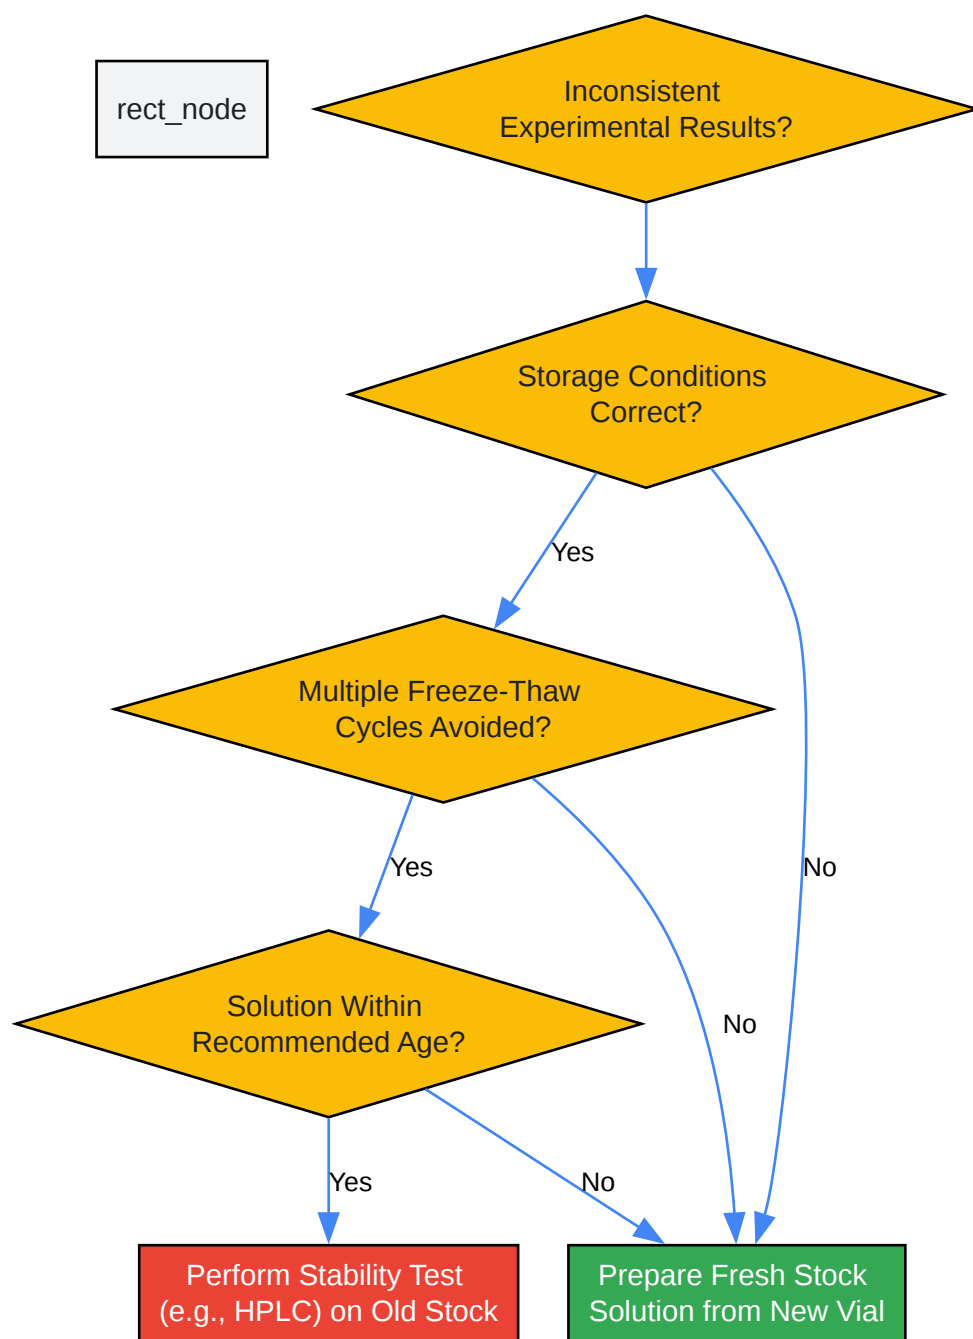 rect_node
Inconsistent
Experimental Results?
Storage Conditions
Correct?
Yes
Multiple Freeze-Thaw
Cycles Avoided?
Yes
No
Solution Within
Recommended Age?
No
Yes
No
Perform Stability Test
(e.g., HPLC) on Old Stock
Prepare Fresh Stock
Solution from New Vial